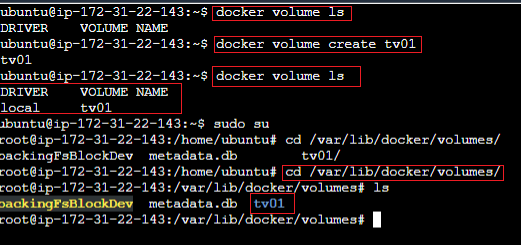 ubuntu@ip-172-31-22-143:~$ docker volume ls
DRIVER    VOLUME NAME
ubuntu@ip-172-31-22-143:~$ docker volume create tv01
tv01
ubuntu@ip-172-31-22-143:~$ docker volume ls
DRIVER    VOLUME NAME
local     tv01
ubuntu@ip-172-31-22-143:~$ sudo su
root@ip-172-31-22-143:/home/ubuntu# cd /var/lib/docker/volumes/
backingFsBlockDev  metadata.db        tv01/
root@ip-172-31-22-143:/home/ubuntu# cd /var/lib/docker/volumes/
root@ip-172-31-22-143:/var/lib/docker/volumes# ls
backingFsBlockDev  metadata.db  tv01
root@ip-172-31-22-143:/var/lib/docker/volumes#